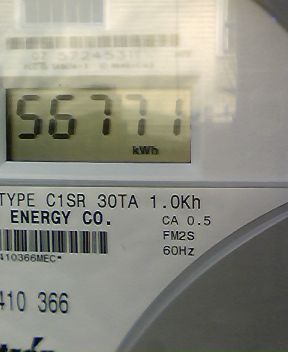 56771
kWh
TYPE C1SR 30TA 1.0Kh
ENERGY CO.
CA 0.5
FM2S
60Hz
410366MEC*
410 366